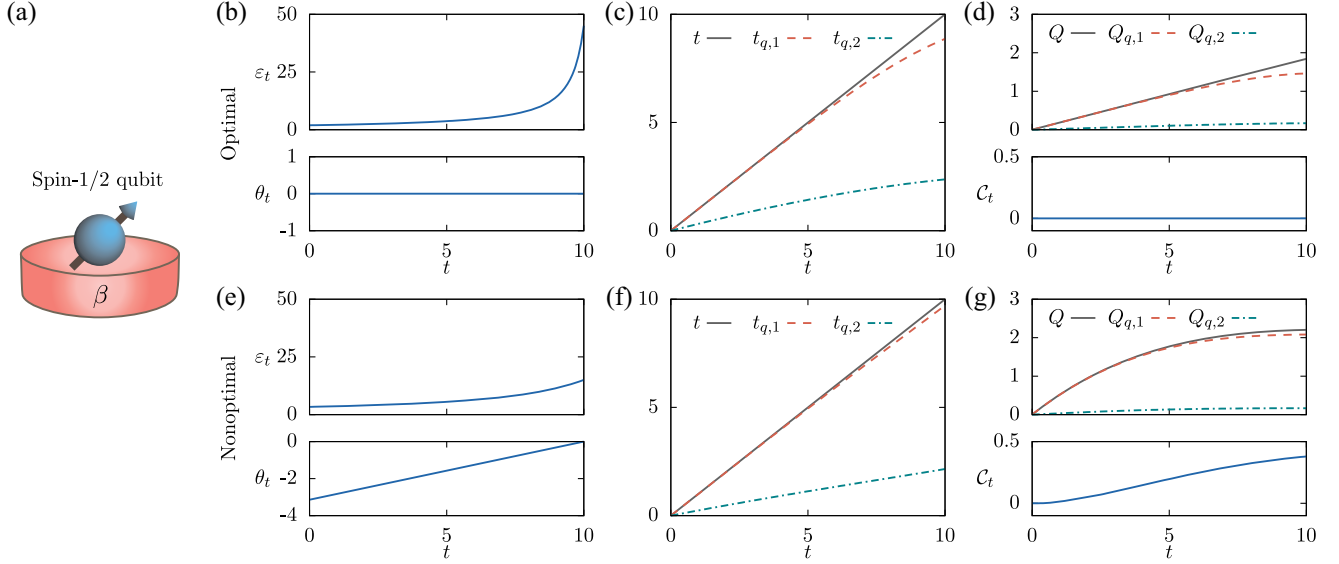 (a)
Spin-1/2 qubit
β
Optimal
(b)
50
ε_t 25
0
1
θ_t 0
-1
0 5 10
t
(c)
10
5
0
t t_{q,1} t_{q,2}
0 5 10
t
(d)
3
2
1
0
Q Q_{q,1} Q_{q,2}
0.5
C_t
0
0 5 10
t
Nonoptimal
(e)
50
ε_t 25
0
0
θ_t -2
-4
0 5 10
t
(f)
10
5
0
t t_{q,1} t_{q,2}
0 5 10
t
(g)
3
2
1
0
Q Q_{q,1} Q_{q,2}
0.5
C_t
0
0 5 10
t